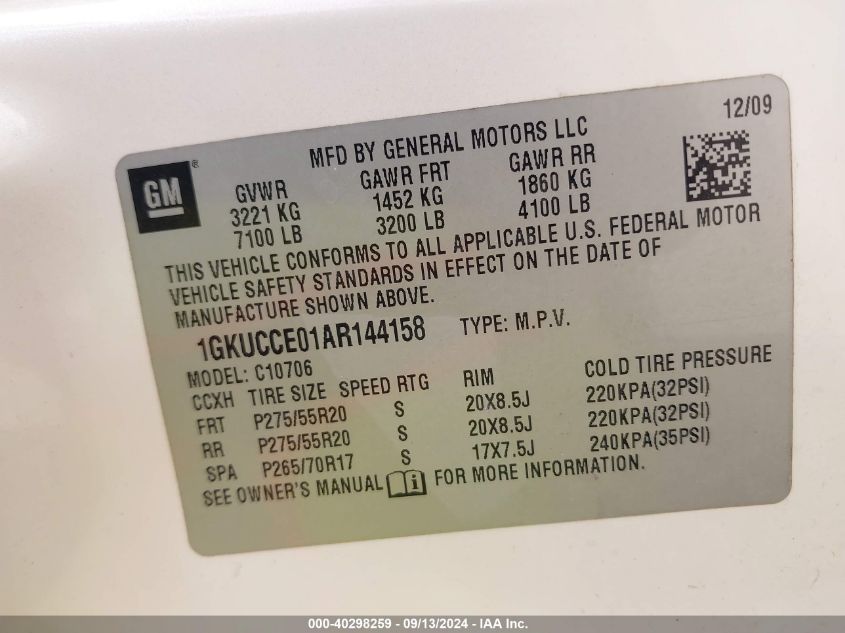 12/09
MFD BY GENERAL MOTORS LLC
GM®
GVWR GAWR FRT GAWR RR
3221 KG 1452 KG 1860 KG
7100 LB 3200 LB 4100 LB
THIS VEHICLE CONFORMS TO ALL APPLICABLE U.S. FEDERAL MOTOR
VEHICLE SAFETY STANDARDS IN EFFECT ON THE DATE OF
MANUFACTURE SHOWN ABOVE.
1GKUCCE01AR144158 TYPE: M.P.V.
MODEL: C10706
CCXH TIRE SIZE SPEED RTG RIM COLD TIRE PRESSURE
FRT P275/55R20 S 20X8.5J 220KPA(32PSI)
RR P275/55R20 S 20X8.5J 220KPA(32PSI)
SPA P265/70R17 S 17X7.5J 240KPA(35PSI)
SEE OWNER'S MANUAL i FOR MORE INFORMATION.
000-40298259 - 09/13/2024 - IAA Inc.